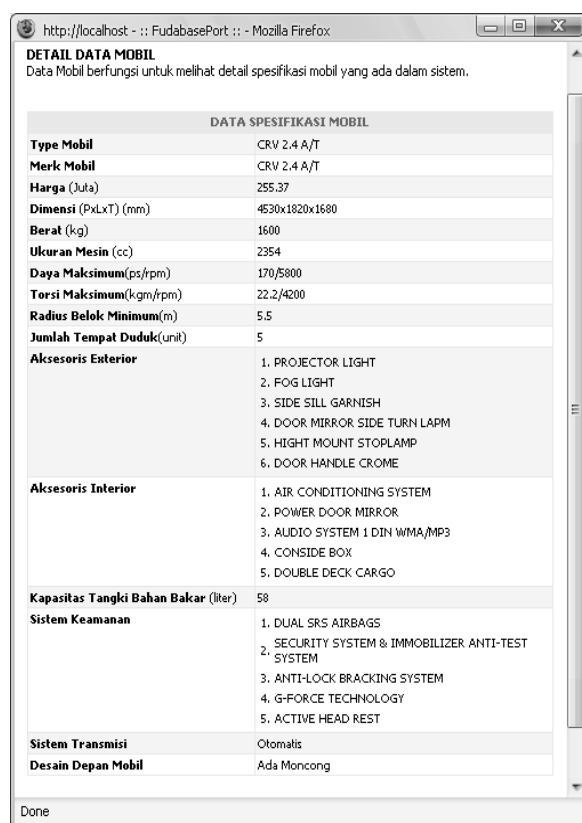 http://localhost - :: FudabasePort :: - Mozilla Firefox
DETAIL DATA MOBIL
Data Mobil berfungsi untuk melihat detail spesifikasi mobil yang ada dalam sistem.
DATA SPESIFIKASI MOBIL
Type Mobil CRV 2.4 A/T
Merk Mobil CRV 2.4 A/T
Harga (Juta) 255.37
Dimensi (PxLxT) (mm) 4530x1820x1680
Berat (kg) 1600
Ukuran Mesin (cc) 2354
Daya Maksimum(ps/rpm) 170/5800
Torsi Maksimum(kgm/rpm) 22.2/4200
Radius Belok Minimum(m) 5.5
Jumlah Tempat Duduk(unit) 5
Aksesoris Exterior 1. PROJECTOR LIGHT
2. FOG LIGHT
3. SIDE SILL GARNISH
4. DOOR MIRROR SIDE TURN LAPM
5. HIGHT MOUNT STOPLAMP
6. DOOR HANDLE CROME
Aksesoris Interior 1. AIR CONDITIONING SYSTEM
2. POWER DOOR MIRROR
3. AUDIO SYSTEM 1 DIN WMA/MP3
4. CONSIDE BOX
5. DOUBLE DECK CARGO
Kapasitas Tangki Bahan Bakar (liter) 58
Sistem Keamanan 1. DUAL SRS AIRBAGS
2. SECURITY SYSTEM & IMMOBILIZER ANTI-TEST
SYSTEM
3. ANTI-LOCK BRACKING SYSTEM
4. G-FORCE TECHNOLOGY
5. ACTIVE HEAD REST
Sistem Transmisi Otomatis
Desain Depan Mobil Ada Moncong
Done